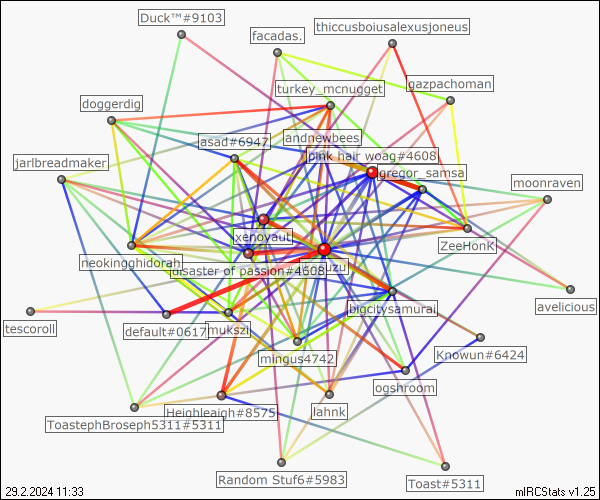 Duck™#9103
thiccusboiusalexusjoneus
facadas.
gazpachoman
turkey_mcnugget
doggerdig
andnewbees
asad#6947
pink hair woag#4608
jarlbreadmaker
gregor_samsa
moonraven
xenoyaut
ZeeHonk
neokingghidorah
disaster of passion#4608
uzu
avelicious
bigcitysamurai
tescoroll
default#0617
mukszi
mingus4742
Knowun#6424
ogshroom
Heighleaigh#8575
lahnk
ToastephBroseph5311#5311
Random Stuf6#5983
Toast#5311
29.2.2024 11:33
mIRCStats v1.25